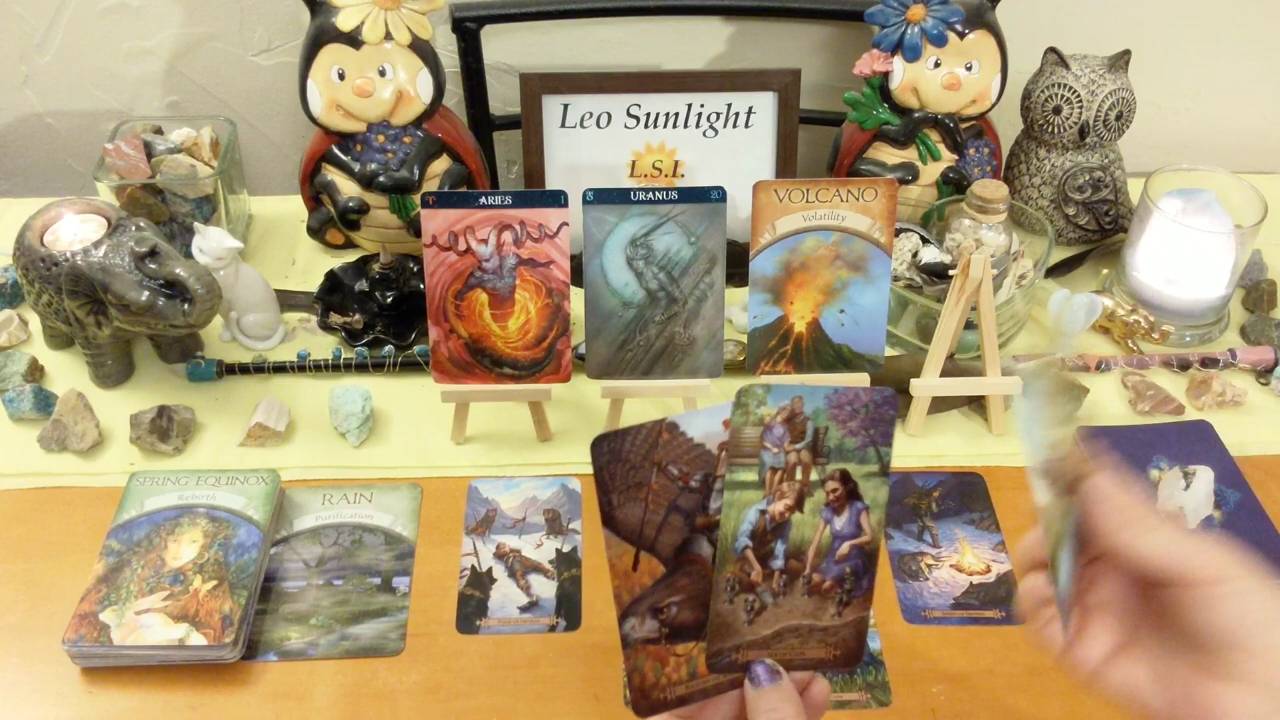 Leo Sunlight
L.S.I.
ARIES
1
URANUS
20
VOLCANO
Volatility
SPRING EQUINOX
Rebirth
RAIN
Purification